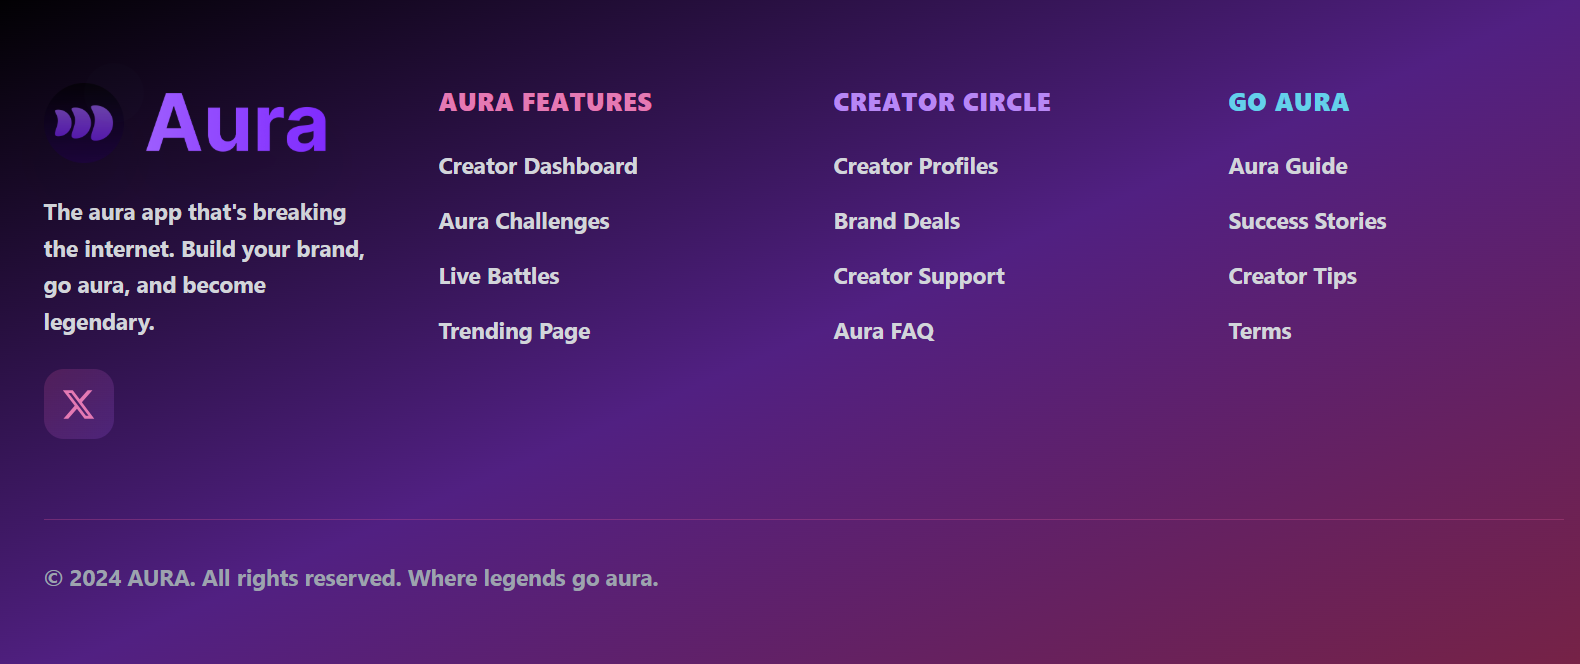 Aura
The aura app that's breaking
the internet. Build your brand,
go aura, and become
legendary.
AURA FEATURES
Creator Dashboard
Aura Challenges
Live Battles
Trending Page
CREATOR CIRCLE
Creator Profiles
Brand Deals
Creator Support
Aura FAQ
GO AURA
Aura Guide
Success Stories
Creator Tips
Terms
© 2024 AURA. All rights reserved. Where legends go aura.